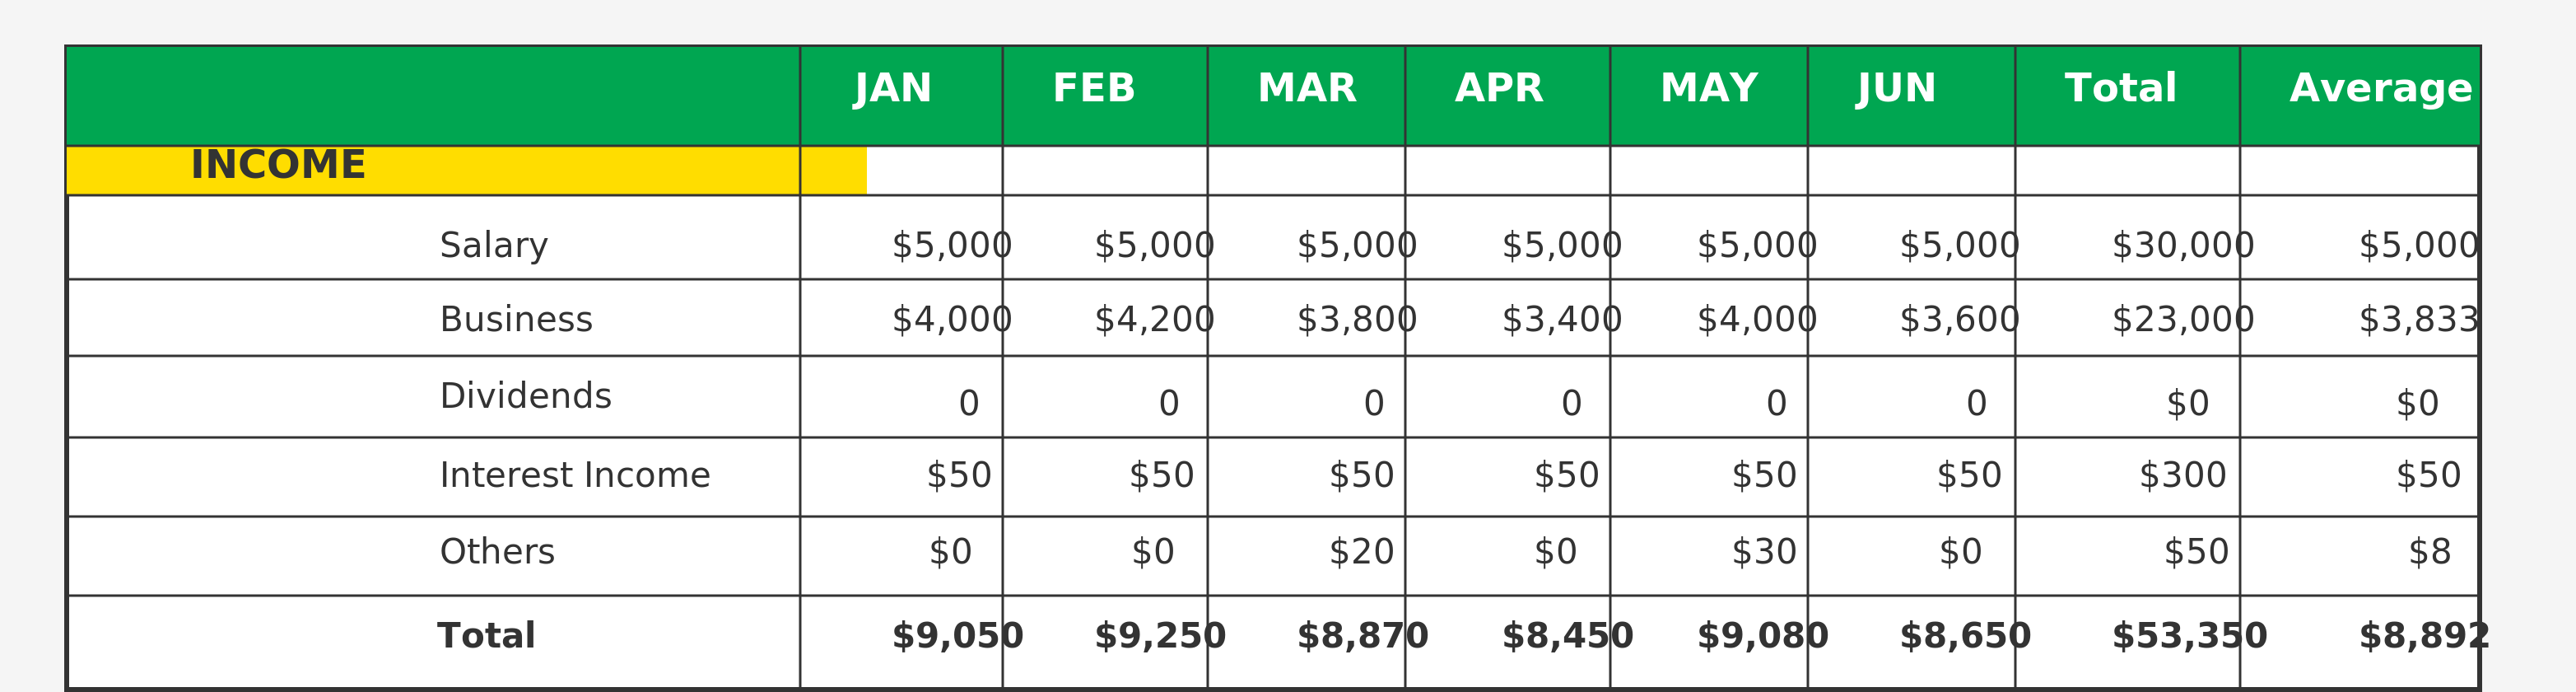 JAN FEB MAR APR MAY JUN Total Average
INCOME
Salary $5,000 $5,000 $5,000 $5,000 $5,000 $5,000 $30,000 $5,000
Business $4,000 $4,200 $3,800 $3,400 $4,000 $3,600 $23,000 $3,833
Dividends 0 0 0 0 0 0 $0 $0
Interest Income $50 $50 $50 $50 $50 $50 $300 $50
Others $0 $0 $20 $0 $30 $0 $50 $8
Total $9,050 $9,250 $8,870 $8,450 $9,080 $8,650 $53,350 $8,892